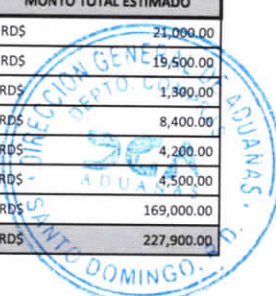 MONTO TOTAL ESTIMADO
RD$ 21,000.00
RD$ 19,500.00
RD$ 1,300.00
RD$ 8,400.00
RD$ 4,200.00
RD$ 4,500.00
RD$ 169,000.00
RD$ 227,900.00
DIRECCION GENERAL DE ADUANAS.
DEPTO.
ADUANAS
SANTO DOMINGO,